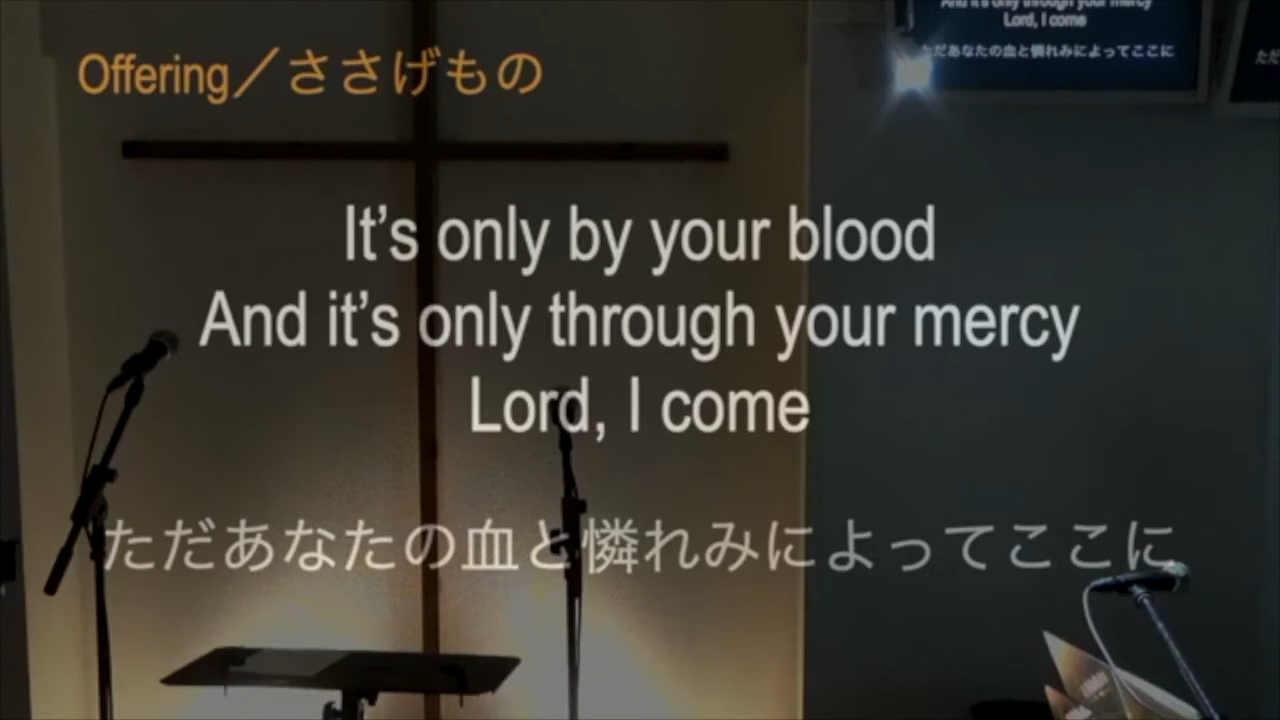 Offering／ささげもの
And it's only through your mercy
Lord, I come
ただあなたの血と憐れみによってここに
ただ
It’s only by your blood
And it’s only through your mercy
Lord, I come
ただあなたの血と憐れみによってここに